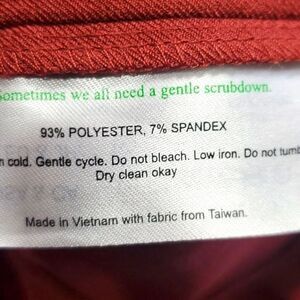 Sometimes we all need a gentle scrubdown.
93% POLYESTER, 7% SPANDEX
cold. Gentle cycle. Do not bleach. Low iron. Do not
Dry clean okay
Made in Vietnam with fabric from Taiwan.